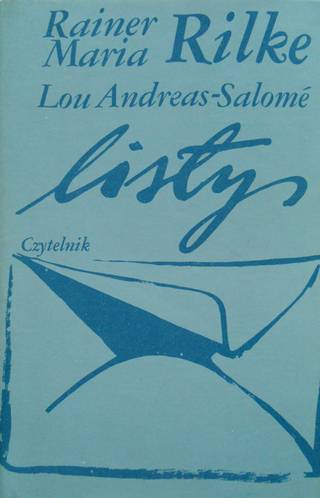 Rainer Maria Rilke
Lou Andreas-Salomé
listy
Czytelnik